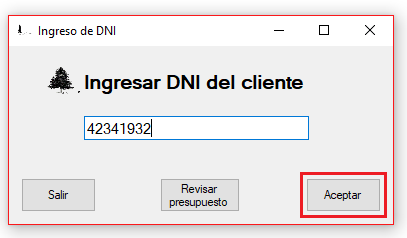 Ingreso de DNI
Ingresar DNI del cliente
42341932
Salir
Revisar
presupuesto
Aceptar